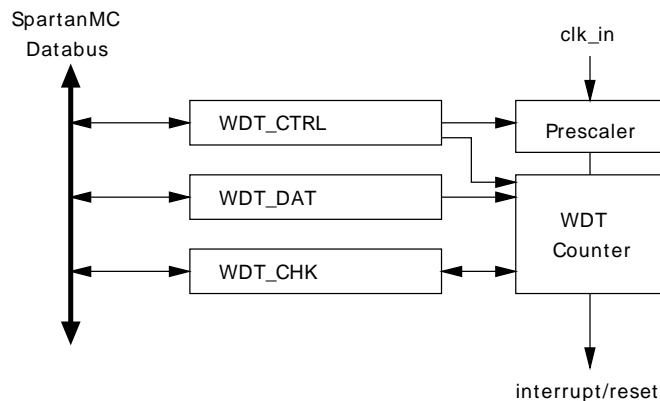 SpartanMC
Databus
clk_in
WDT_CTRL
Prescaler
WDT_DAT
WDT
Counter
WDT_CHK
interrupt/reset